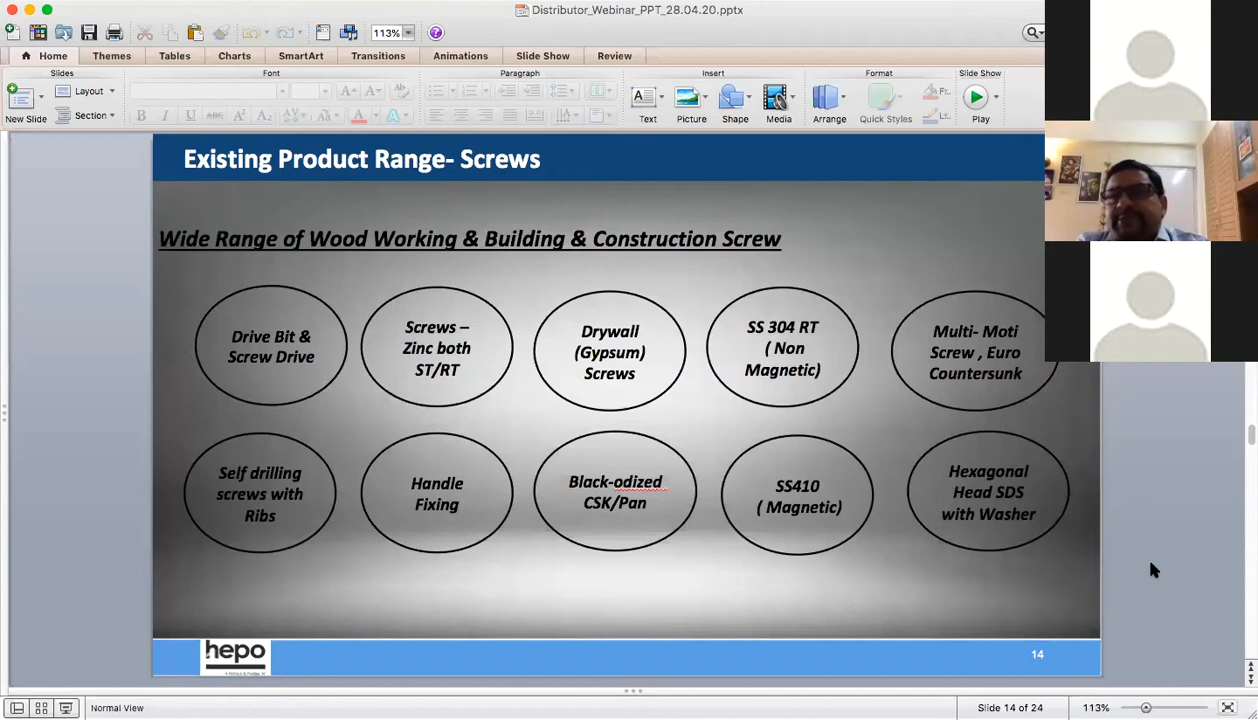 Distributor_Webinar_PPT_28.04.20.pptx
113%
Home Themes Tables Charts SmartArt Transitions Animations Slide Show Review
Slides Font Paragraph Insert Format Slide Show
New Slide Layout Section
B I U
Text Picture Shape Media Arrange Quick Styles Play
Existing Product Range- Screws
Wide Range of Wood Working & Building & Construction Screw
Drive Bit &
Screw Drive
Screws –
Zinc both
ST/RT
Drywall
(Gypsum)
Screws
SS 304 RT
( Non
Magnetic)
Multi- Moti
Screw , Euro
Countersunk
Self drilling
screws with
Ribs
Handle
Fixing
Black-odized
CSK/Pan
SS410
( Magnetic)
Hexagonal
Head SDS
with Washer
hepo
14
Normal View Slide 14 of 24 113%